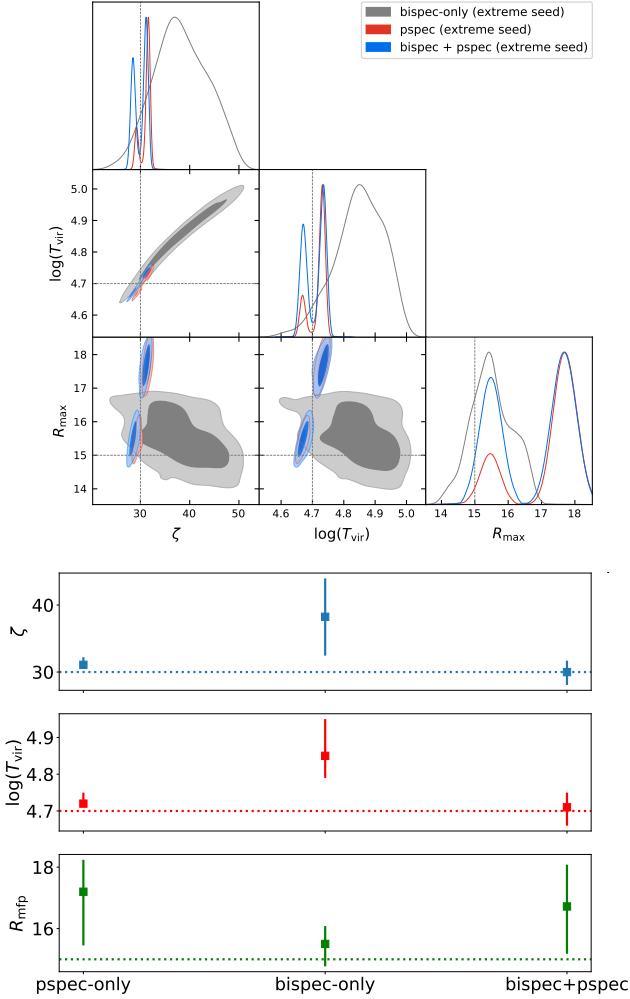 bispec-only (extreme seed)
pspec (extreme seed)
bispec + pspec (extreme seed)
5.0
4.9
4.8
4.7
4.6
log(T_vir)
18
17
16
15
14
R_max
30 40 50
ζ
4.6 4.7 4.8 4.9 5.0
log(T_vir)
14 15 16 17 18
R_max
40
30
ζ
4.9
4.8
4.7
log(T_vir)
18
16
R_mfp
pspec-only bispec-only bispec+pspec